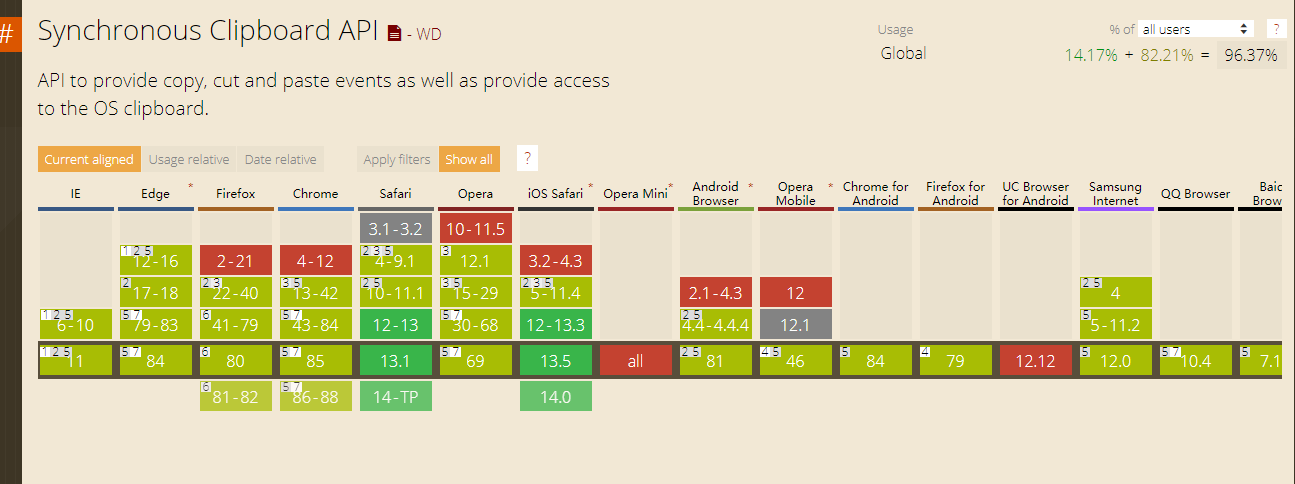 #
Synchronous Clipboard API - WD
Usage % of all users ?
Global 14.17% + 82.21% = 96.37%
API to provide copy, cut and paste events as well as provide access
to the OS clipboard.
Current aligned Usage relative Date relative Apply filters Show all ?
IE Edge * Firefox Chrome Safari Opera iOS Safari * Opera Mini * Android Browser * Opera Mobile * Chrome for Android Firefox for Android UC Browser for Android Samsung Internet QQ Browser Baid Brow
3.1-3.2 10-11.5
1 2 5 12-16 2-21 4-12 2 3 5 4-9.1 3 12.1 3.2-4.3
2 17-18 2 3 22-40 3 5 13-42 2 5 10-11.1 3 5 15-29 2 3 5 5-11.4 2.1-4.3 12 2 5 4
1 2 5 6-10 5 7 79-83 6 41-79 5 7 43-84 12-13 5 7 30-68 12-13.3 2 5 4.4-4.4.4 12.1 5 5-11.2
1 2 5 11 5 7 84 6 80 5 7 85 13.1 5 7 69 13.5 all 2 5 81 4 5 46 5 84 4 79 12.12 5 12.0 5 7 10.4 5 7.1
6 81-82 5 7 86-88 14-TP 14.0